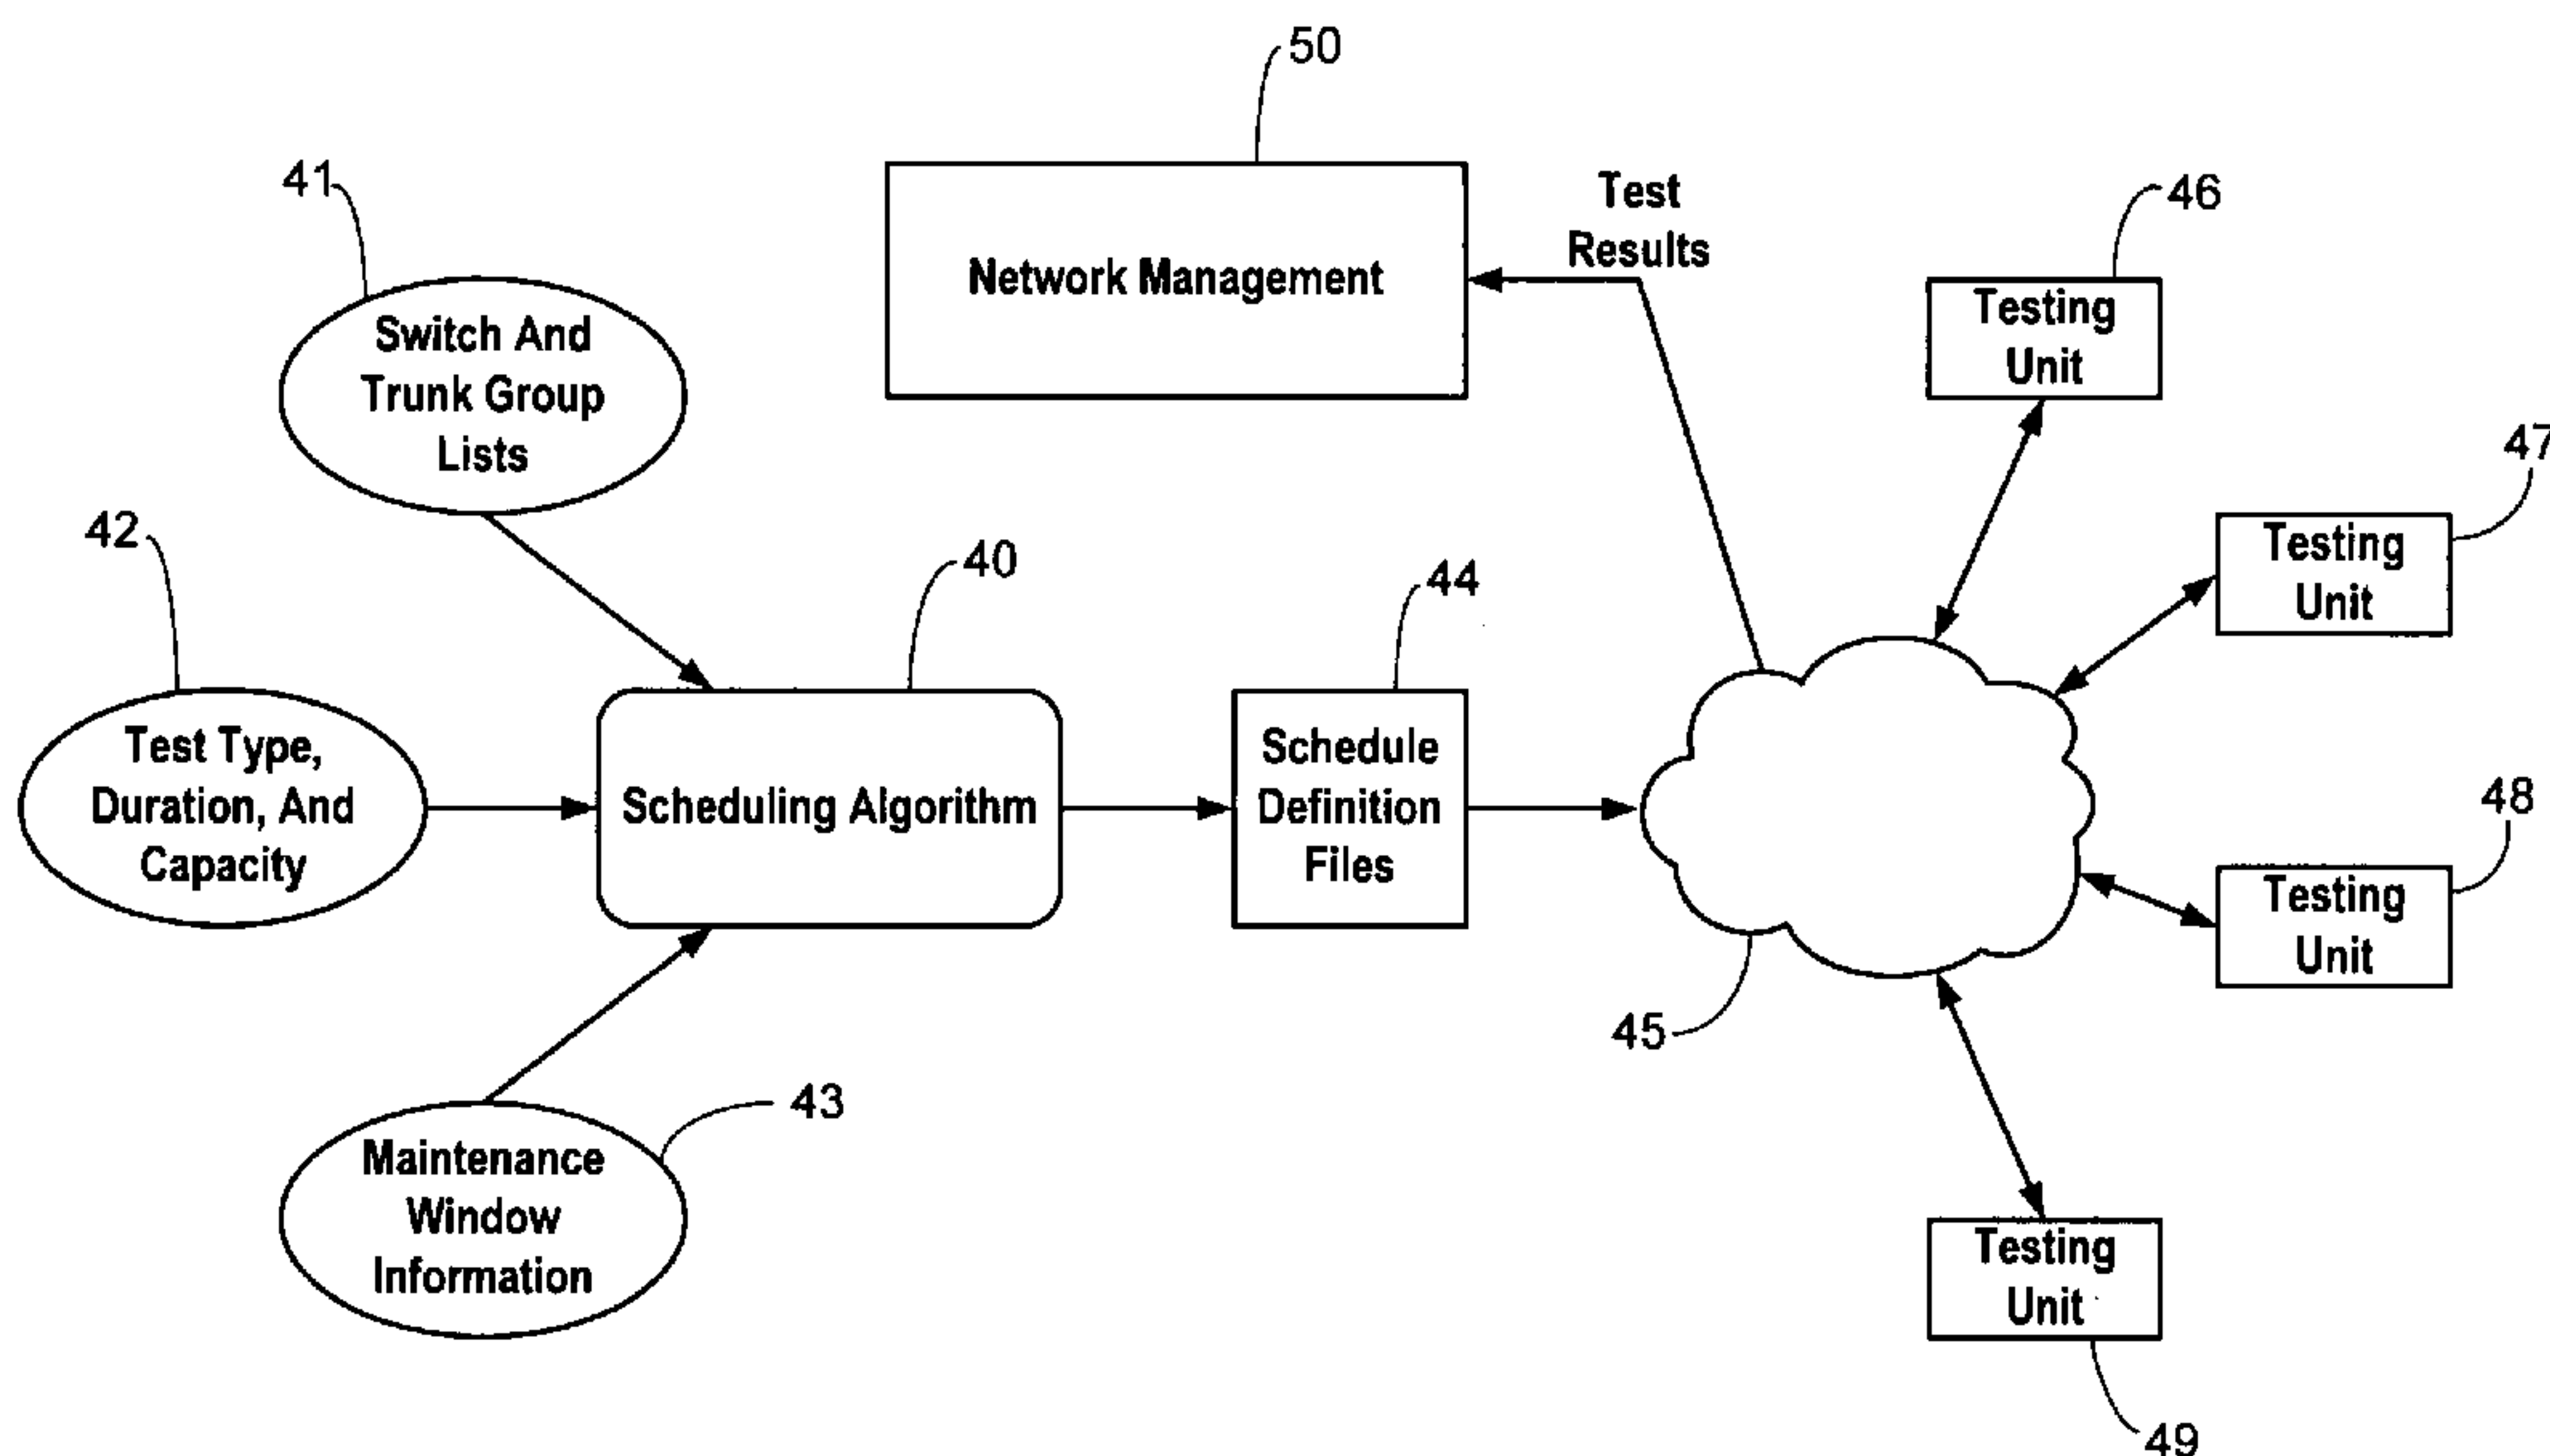 50
41
Switch And
Trunk Group
Lists
Network Management
Test
Results
46
Testing
Unit
47
Testing
Unit
42
Test Type,
Duration, And
Capacity
40
Scheduling Algorithm
44
Schedule
Definition
Files
45
48
Testing
Unit
43
Maintenance
Window
Information
Testing
Unit
49